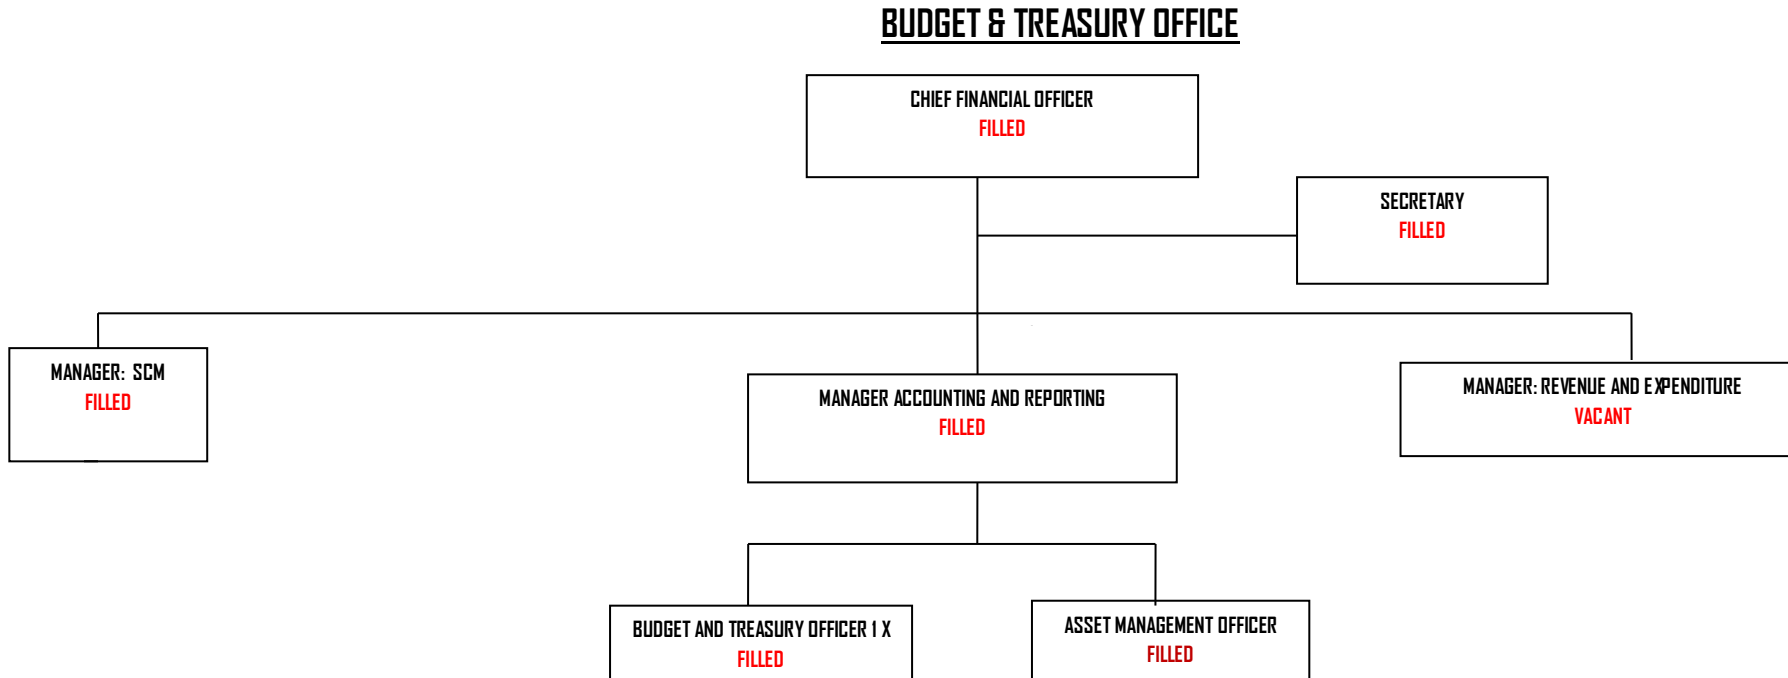 BUDGET & TREASURY OFFICE
CHIEF FINANCIAL OFFICER
FILLED
SECRETARY
FILLED
MANAGER: SCM
FILLED
MANAGER ACCOUNTING AND REPORTING
FILLED
MANAGER: REVENUE AND EXPENDITURE
VACANT
BUDGET AND TREASURY OFFICER 1 X
FILLED
ASSET MANAGEMENT OFFICER
FILLED